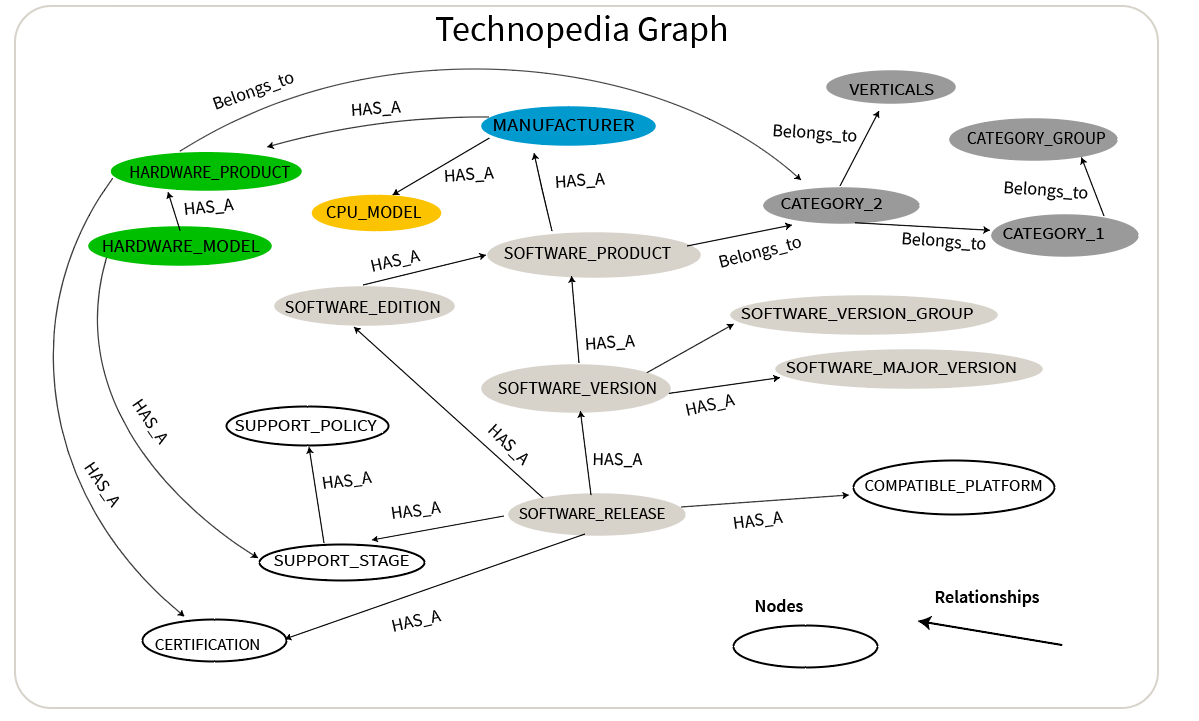 Technopedia Graph
Belongs_to
HAS_A
MANUFACTURER
VERTICALS
Belongs_to
CATEGORY_GROUP
HARDWARE_PRODUCT
HAS_A
HAS_A
Belongs_to
HAS_A
CPU_MODEL
CATEGORY_2
CATEGORY_1
Belongs_to
HARDWARE_MODEL
SOFTWARE_PRODUCT
Belongs_to
HAS_A
SOFTWARE_EDITION
SOFTWARE_VERSION_GROUP
HAS_A
SOFTWARE_MAJOR_VERSION
SOFTWARE_VERSION
HAS_A
HAS_A
SUPPORT_POLICY
HAS_A
HAS_A
HAS_A
HAS_A
COMPATIBLE_PLATFORM
HAS_A
SOFTWARE_RELEASE
HAS_A
HAS_A
SUPPORT_STAGE
HAS_A
CERTIFICATION
Nodes
Relationships